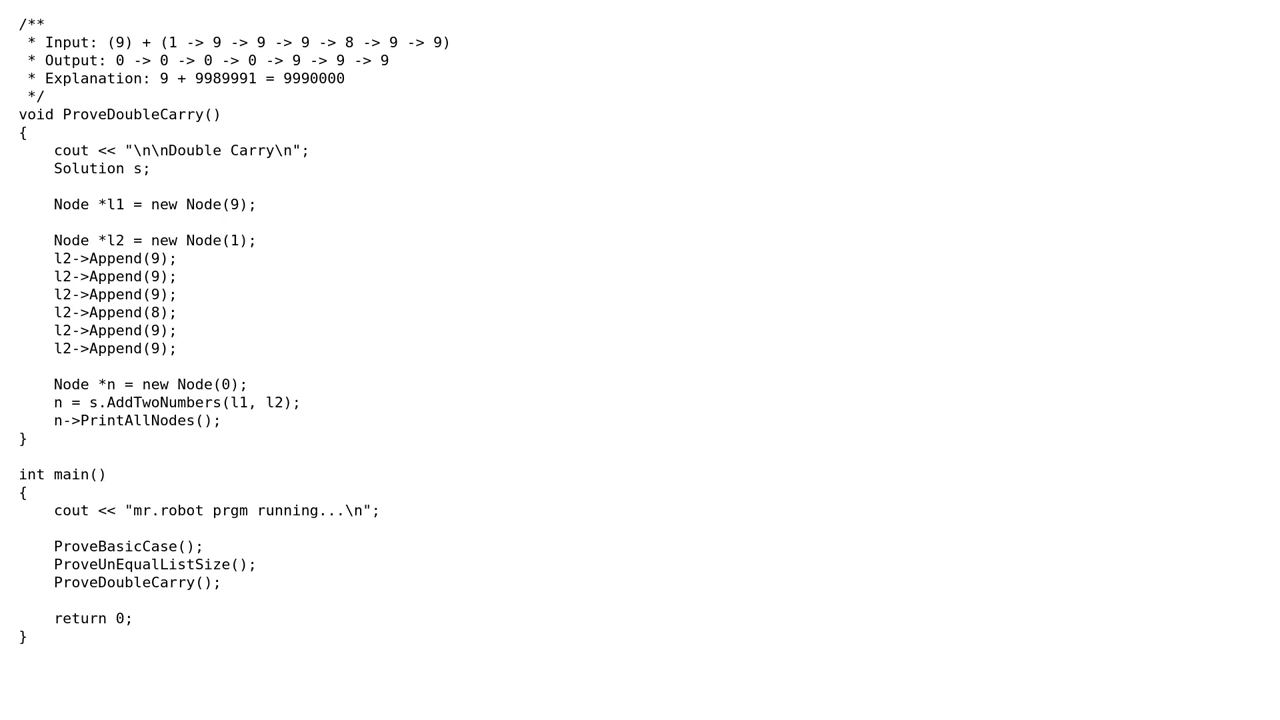 /**
 * Input: (9) + (1 -> 9 -> 9 -> 9 -> 8 -> 9 -> 9)
 * Output: 0 -> 0 -> 0 -> 0 -> 9 -> 9 -> 9
 * Explanation: 9 + 9989991 = 9990000
 */
void ProveDoubleCarry()
{
    cout << "\n\nDouble Carry\n";
    Solution s;

    Node *l1 = new Node(9);

    Node *l2 = new Node(1);
    l2->Append(9);
    l2->Append(9);
    l2->Append(9);
    l2->Append(8);
    l2->Append(9);
    l2->Append(9);

    Node *n = new Node(0);
    n = s.AddTwoNumbers(l1, l2);
    n->PrintAllNodes();
}

int main()
{
    cout << "mr.robot prgm running...\n";

    ProveBasicCase();
    ProveUnEqualListSize();
    ProveDoubleCarry();

    return 0;
}